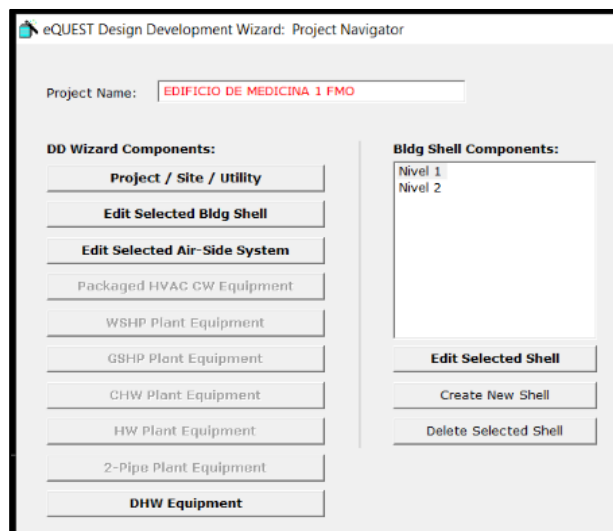 eQUEST Design Development Wizard: Project Navigator
Project Name: EDIFICIO DE MEDICINA 1 FMO
DD Wizard Components:
Project / Site / Utility
Edit Selected Bldg Shell
Edit Selected Air-Side System
Packaged HVAC CW Equipment
WSHP Plant Equipment
GSHP Plant Equipment
CHW Plant Equipment
HW Plant Equipment
2-Pipe Plant Equipment
DHW Equipment
Bldg Shell Components:
Nivel 1
Nivel 2
Edit Selected Shell
Create New Shell
Delete Selected Shell